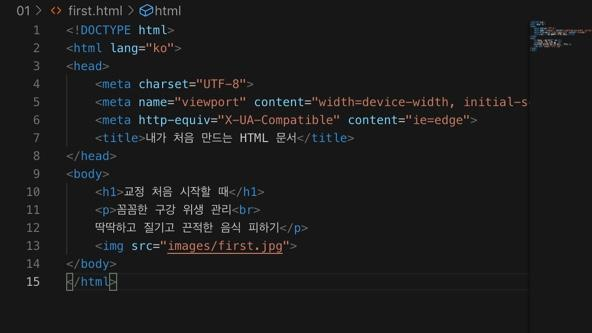 01 > first.html > html
1 <!DOCTYPE html>
2 <html lang="ko">
3 <head>
4 <meta charset="UTF-8">
5 <meta name="viewport" content="width=device-width, initial-s
6 <meta http-equiv="X-UA-Compatible" content="ie=edge">
7 <title>내가 처음 만드는 HTML 문서</title>
8 </head>
9 <body>
10 <h1>교정 처음 시작할 때</h1>
11 <p>꼼꼼한 구강 위생 관리<br>
12 딱딱하고 질기고 끈적한 음식 피하기</p>
13 <img src="images/first.jpg">
14 </body>
15 </html>